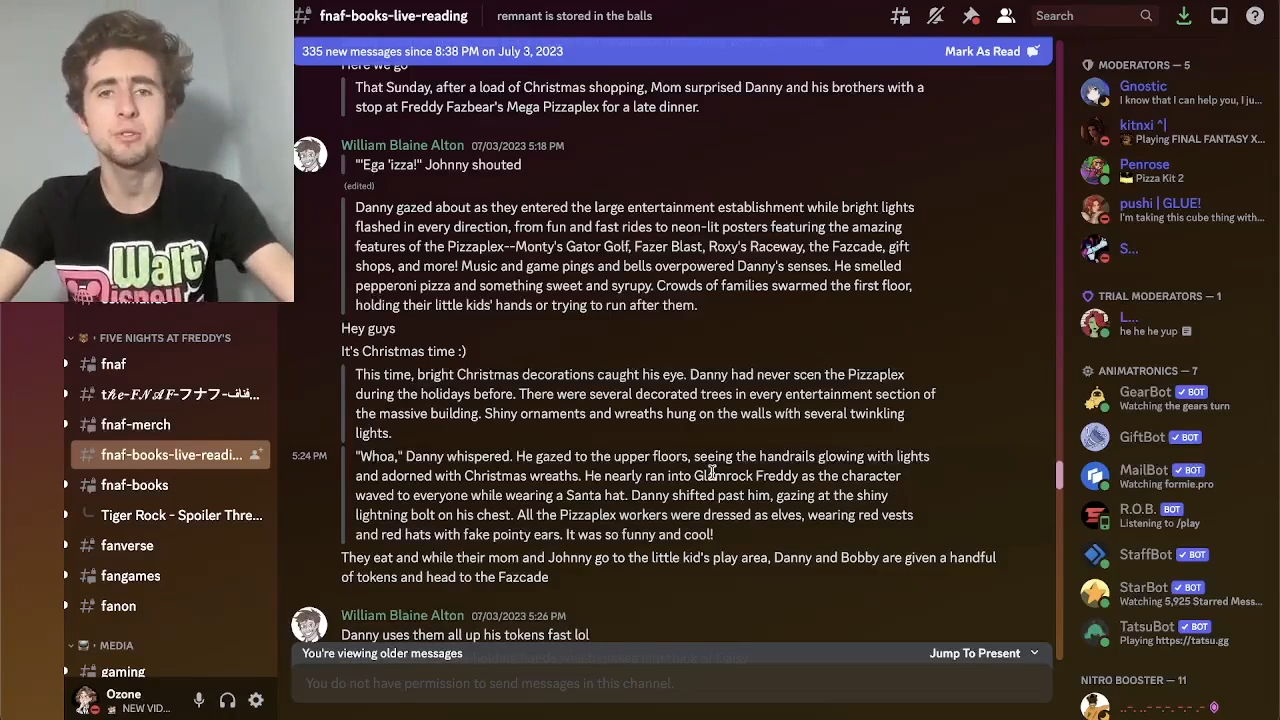 fnaf-books-live-reading
remnant is stored in the balls
Search
335 new messages since 8:38 PM on July 3, 2023
Mark As Read
Here we go
That Sunday, after a load of Christmas shopping, Mom surprised Danny and his brothers with a
stop at Freddy Fazbear's Mega Pizzaplex for a late dinner.
William Blaine Alton 07/03/2023 5:18 PM
"'Ega 'izza!" Johnny shouted
(edited)
Danny gazed about as they entered the large entertainment establishment while bright lights
flashed in every direction, from fun and fast rides to neon-lit posters featuring the amazing
features of the Pizzaplex--Monty's Gator Golf, Fazer Blast, Roxy's Raceway, the Fazcade, gift
shops, and more! Music and game pings and bells overpowered Danny's senses. He smelled
pepperoni pizza and something sweet and syrupy. Crowds of families swarmed the first floor,
holding their little kids' hands or trying to run after them.
Hey guys
It's Christmas time :)
This time, bright Christmas decorations caught his eye. Danny had never scen the Pizzaplex
during the holidays before. There were several decorated trees in every entertainment section of
the massive building. Shiny ornaments and wreaths hung on the walls with several twinkling
lights.
5:24 PM
"Whoa," Danny whispered. He gazed to the upper floors, seeing the handrails glowing with lights
and adorned with Christmas wreaths. He nearly ran into Glamrock Freddy as the character
waved to everyone while wearing a Santa hat. Danny shifted past him, gazing at the shiny
lightning bolt on his chest. All the Pizzaplex workers were dressed as elves, wearing red vests
and red hats with fake pointy ears. It was so funny and cool!
They eat and while their mom and Johnny go to the little kid's play area, Danny and Bobby are given a handful
of tokens and head to the Fazcade
William Blaine Alton 07/03/2023 5:26 PM
Danny uses them all up his tokens fast lol
You're viewing older messages
Jump To Present
You do not have permission to send messages in this channel.
Walt
Disney
FIVE NIGHTS AT FREDDY'S
fnaf
fnaf-merch
fnaf-books-live-readi...
fnaf-books
Tiger Rock - Spoiler Thre...
fanverse
fangames
fanon
MEDIA
gaming
Ozone
NEW VID...
MODERATORS — 5
Gnostic
I know that I can help you, I ju...
kitnxi ^|
Playing FINAL FANTASY X...
Penrose
Pizza Kit 2
pushi | GLUE!
I'm taking this cube thing w...
S...
TRIAL MODERATORS — 1
L...
he he he yup
ANIMATRONICS — 7
GearBot BOT
Watching the gears turn
GiftBot BOT
MailBot BOT
Watching formie.pro
R.O.B. BOT
Listening to /play
StaffBot BOT
StarBot BOT
Watching 5,925 Starred Mess...
TatsuBot BOT
Playing https://tatsu.gg
NITRO BOOSTER — 11